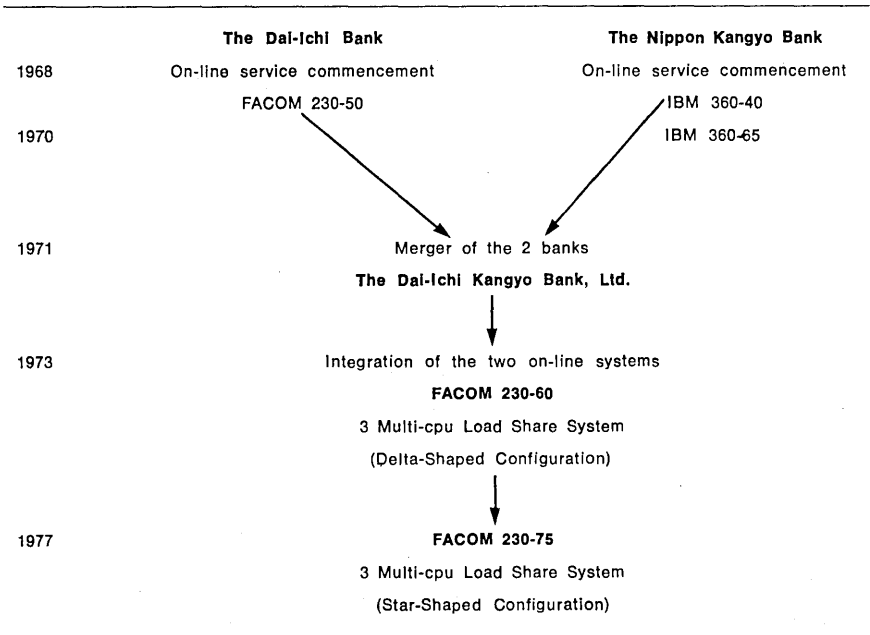 The Dai-Ichi Bank The Nippon Kangyo Bank
1968 On-line service commencement On-line service commencement
FACOM 230-50 IBM 360-40
1970 IBM 360-65
1971 Merger of the 2 banks
The Dai-Ichi Kangyo Bank, Ltd.
1973 Integration of the two on-line systems
FACOM 230-60
3 Multi-cpu Load Share System
(Delta-Shaped Configuration)
1977 FACOM 230-75
3 Multi-cpu Load Share System
(Star-Shaped Configuration)